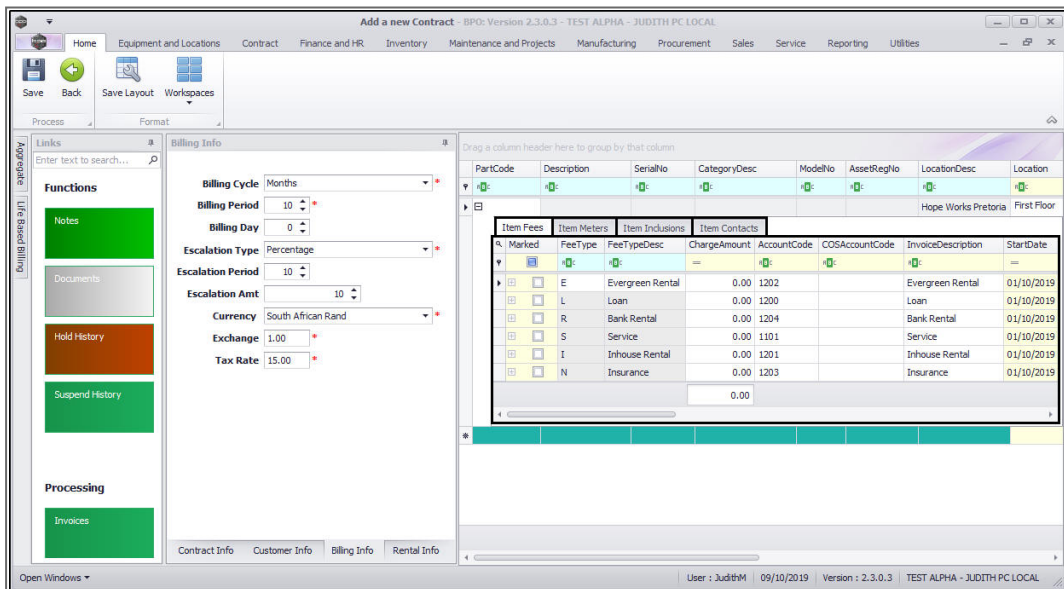 Add a new Contract - BPO: Version 2.3.0.3 - TEST ALPHA - JUDITH PC LOCAL
Home Equipment and Locations Contract Finance and HR Inventory Maintenance and Projects Manufacturing Procurement Sales Service Reporting Utilities
Save Back Save Layout Workspaces
Process Format
Aggregate
Life Based Billing
Links
Enter text to search...
Functions
Notes
Documents
Hold History
Suspend History
Processing
Invoices
Billing Info
Billing Cycle Months *
Billing Period 10 *
Billing Day 0
Escalation Type Percentage *
Escalation Period 10
Escalation Amt 10
Currency South African Rand *
Exchange 1.00 *
Tax Rate 15.00 *
Contract Info Customer Info Billing Info Rental Info
Drag a column header here to group by that column
PartCode Description SerialNo CategoryDesc ModelNo AssetRegNo LocationDesc Location
Hope Works Pretoria First Floor
Item Fees Item Meters Item Inclusions Item Contacts
Marked FeeType FeeTypeDesc ChargeAmount AccountCode COSAccountCode InvoiceDescription StartDate
E Evergreen Rental 0.00 1202 Evergreen Rental 01/10/2019
L Loan 0.00 1200 Loan 01/10/2019
R Bank Rental 0.00 1204 Bank Rental 01/10/2019
S Service 0.00 1101 Service 01/10/2019
I Inhouse Rental 0.00 1201 Inhouse Rental 01/10/2019
N Insurance 0.00 1203 Insurance 01/10/2019
0.00
Open Windows User : JudithM 09/10/2019 Version : 2.3.0.3 TEST ALPHA - JUDITH PC LOCAL